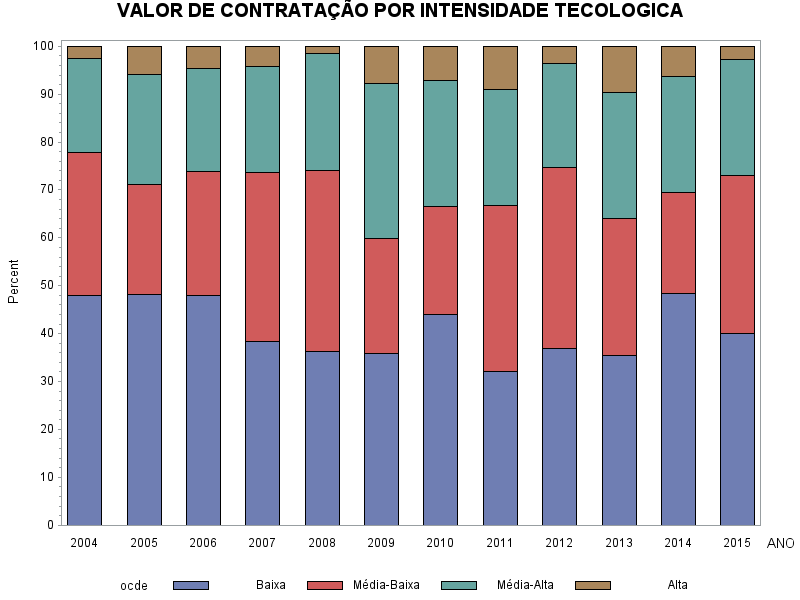 VALOR DE CONTRATAÇÃO POR INTENSIDADE TECOLOGICA
100
90
80
70
60
50
40
30
20
10
0
Percent
2004 2005 2006 2007 2008 2009 2010 2011 2012 2013 2014 2015 ANO
ocde Baixa Média-Baixa Média-Alta Alta